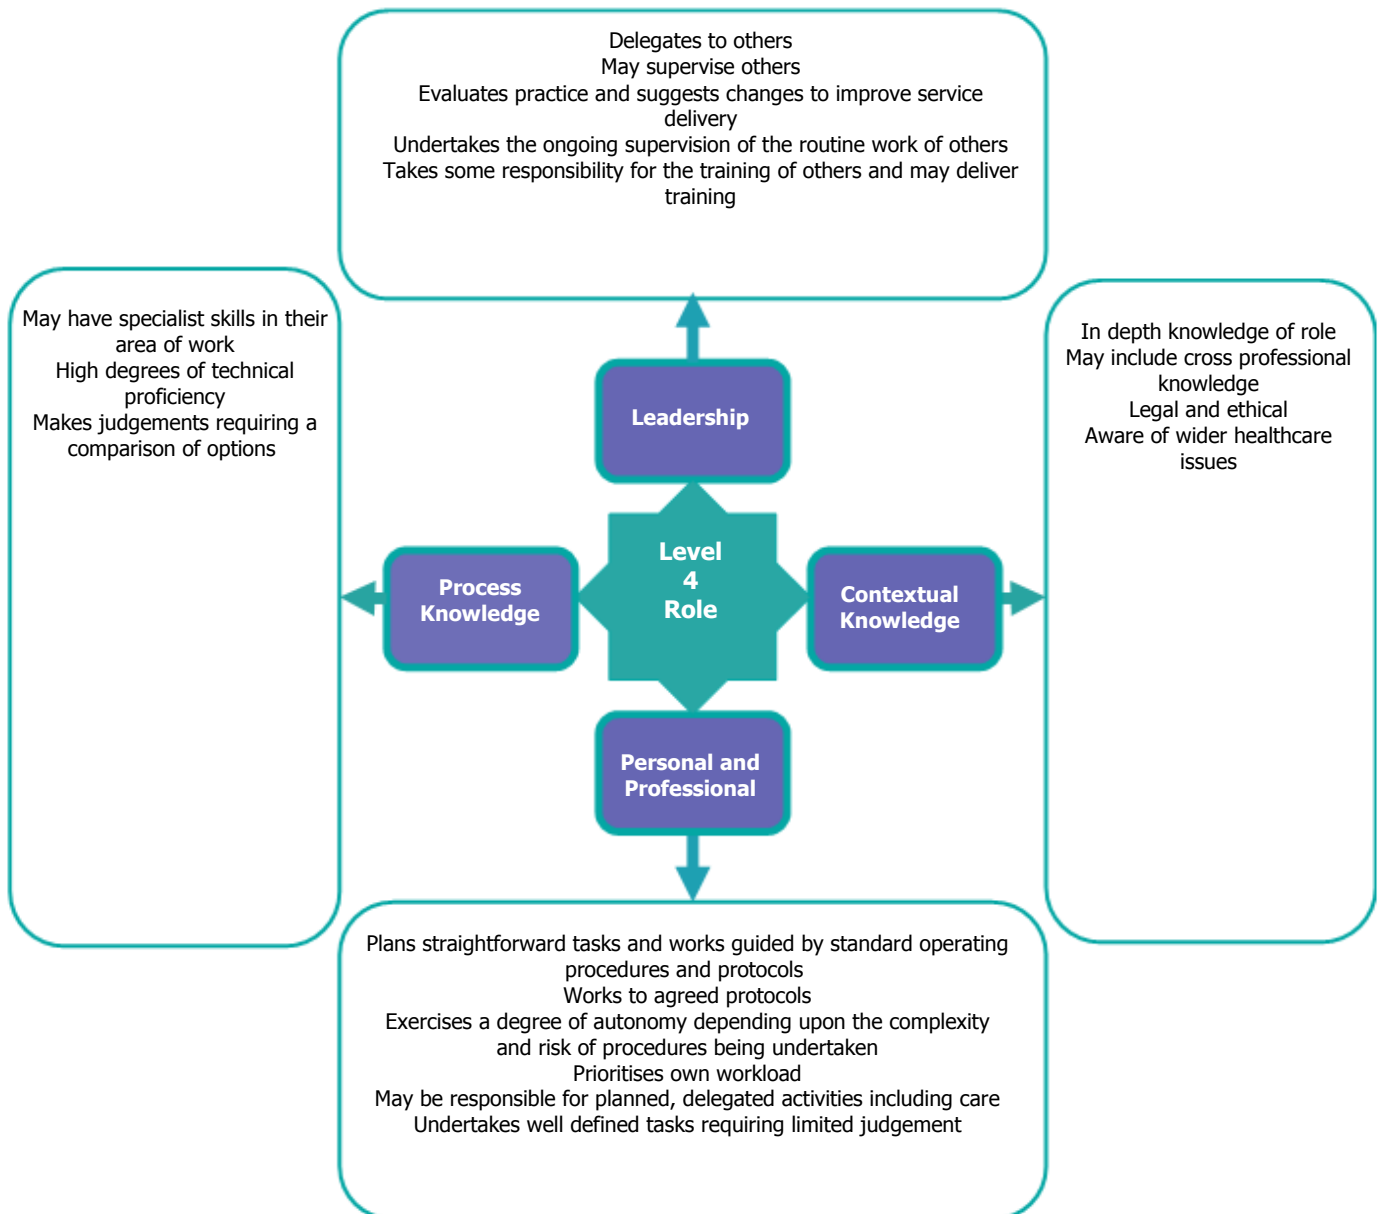 Delegates to others
May supervise others
Evaluates practice and suggests changes to improve service
delivery
Undertakes the ongoing supervision of the routine work of others
Takes some responsibility for the training of others and may deliver
training
May have specialist skills in their
area of work
High degrees of technical
proficiency
Makes judgements requiring a
comparison of options
In depth knowledge of role
May include cross professional
knowledge
Legal and ethical
Aware of wider healthcare
issues
Leadership
Process
Knowledge
Level
4
Role
Contextual
Knowledge
Personal and
Professional
Plans straightforward tasks and works guided by standard operating
procedures and protocols
Works to agreed protocols
Exercises a degree of autonomy depending upon the complexity
and risk of procedures being undertaken
Prioritises own workload
May be responsible for planned, delegated activities including care
Undertakes well defined tasks requiring limited judgement